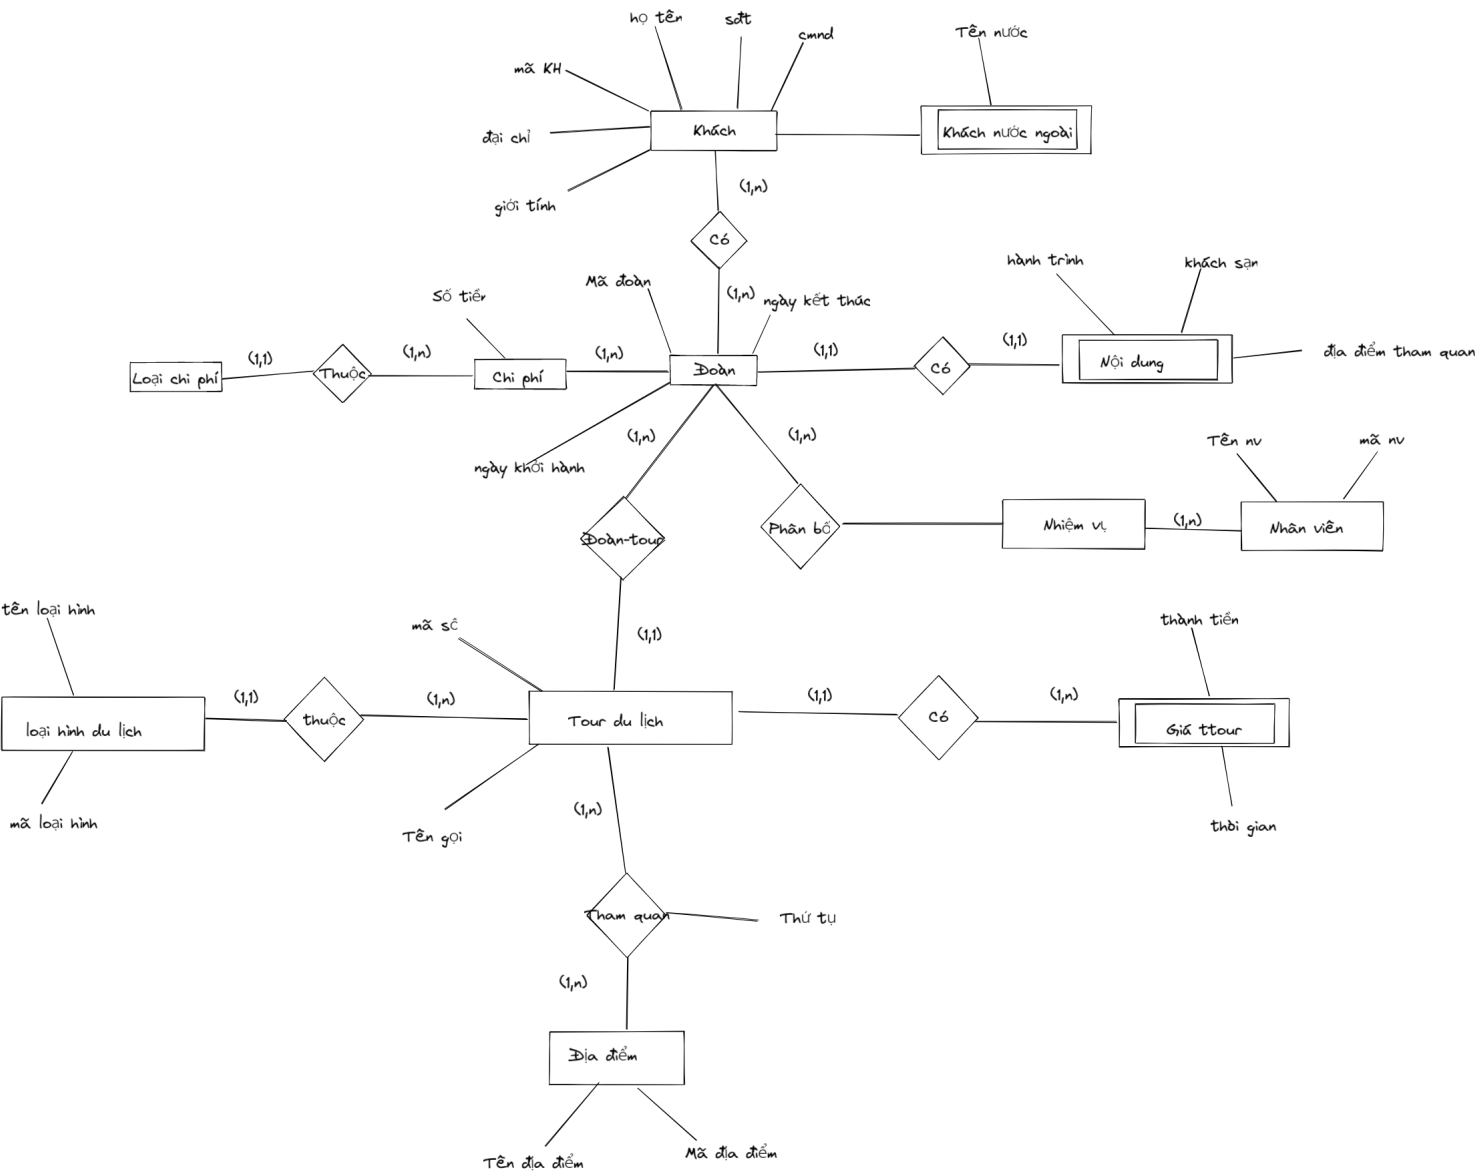 họ tên
sđt
cmnd
Tên nước
mã KH
Khách
Khách nước ngoài
đại chỉ
(1,n)
giới tính
Có
hành trình
khách sạn
Mã đoàn
(1,n)
ngày kết thúc
Số tiền
(1,1)
(1,n)
(1,n)
(1,1)
(1,1)
địa điểm tham quan
Loại chi phí
Thuộc
Chi phí
Đoàn
Có
Nội dung
(1,n)
(1,n)
Tên nv
mã nv
ngày khởi hành
Đoàn-tour
Phân bổ
Nhiệm vụ
(1,n)
Nhân viên
tên loại hình
mã số
(1,1)
thành tiền
(1,1)
(1,n)
(1,1)
(1,n)
loại hình du lịch
thuộc
Tour du lịch
Có
Giá ttour
(1,n)
mã loại hình
Tên gọi
thời gian
Tham quan
Thứ tụ
(1,n)
Địa điểm
Tên địa điểm
Mã địa điểm